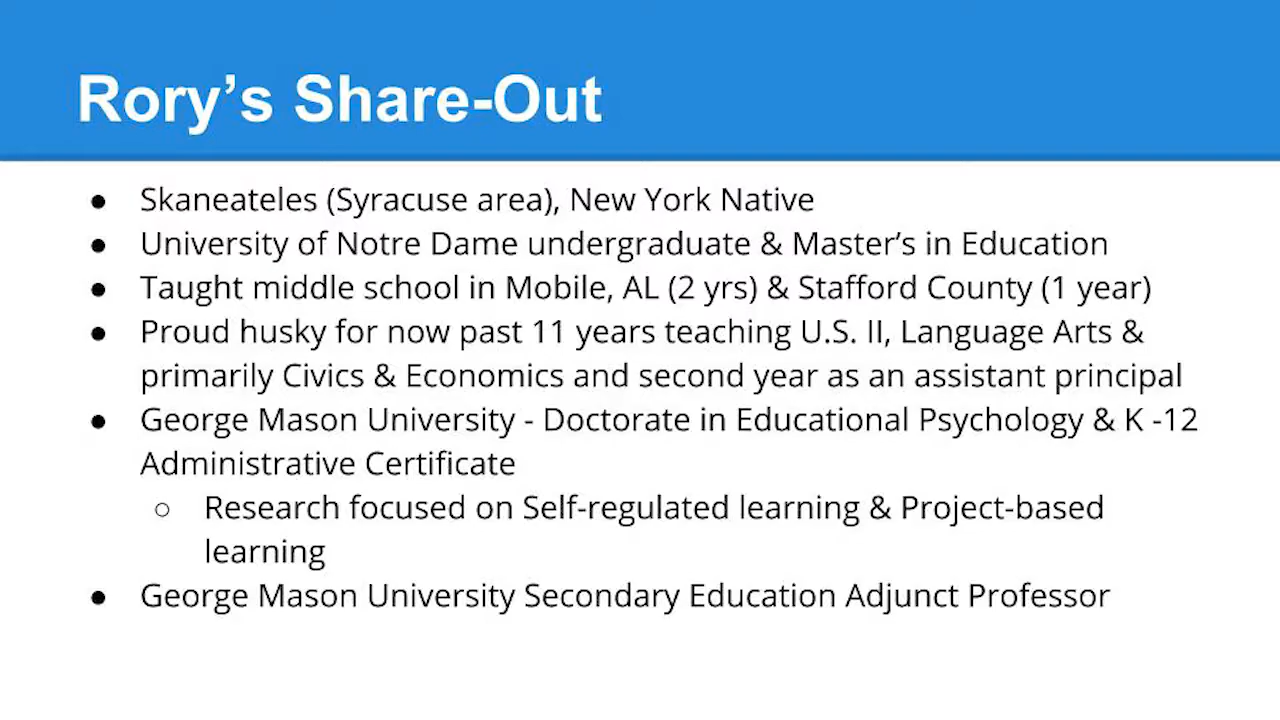 Rory’s Share-Out
● Skaneateles (Syracuse area), New York Native
● University of Notre Dame undergraduate & Master’s in Education
● Taught middle school in Mobile, AL (2 yrs) & Stafford County (1 year)
● Proud husky for now past 11 years teaching U.S. II, Language Arts &
primarily Civics & Economics and second year as an assistant principal
● George Mason University - Doctorate in Educational Psychology & K -12
Administrative Certificate
○ Research focused on Self-regulated learning & Project-based
learning
● George Mason University Secondary Education Adjunct Professor